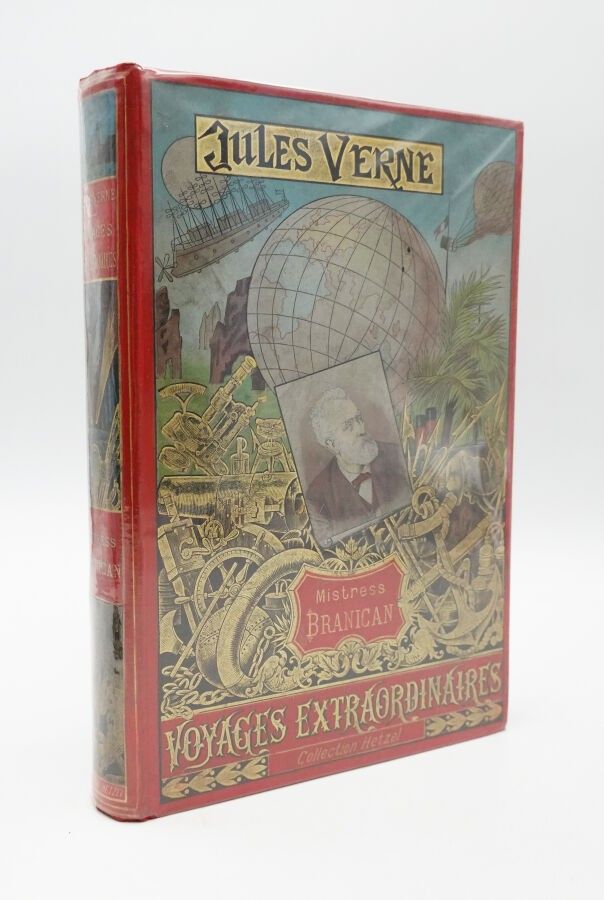 JULES VERNE
Mistress
BRANICAN
VOYAGES EXTRAORDINAIRES
Collection Hetzel